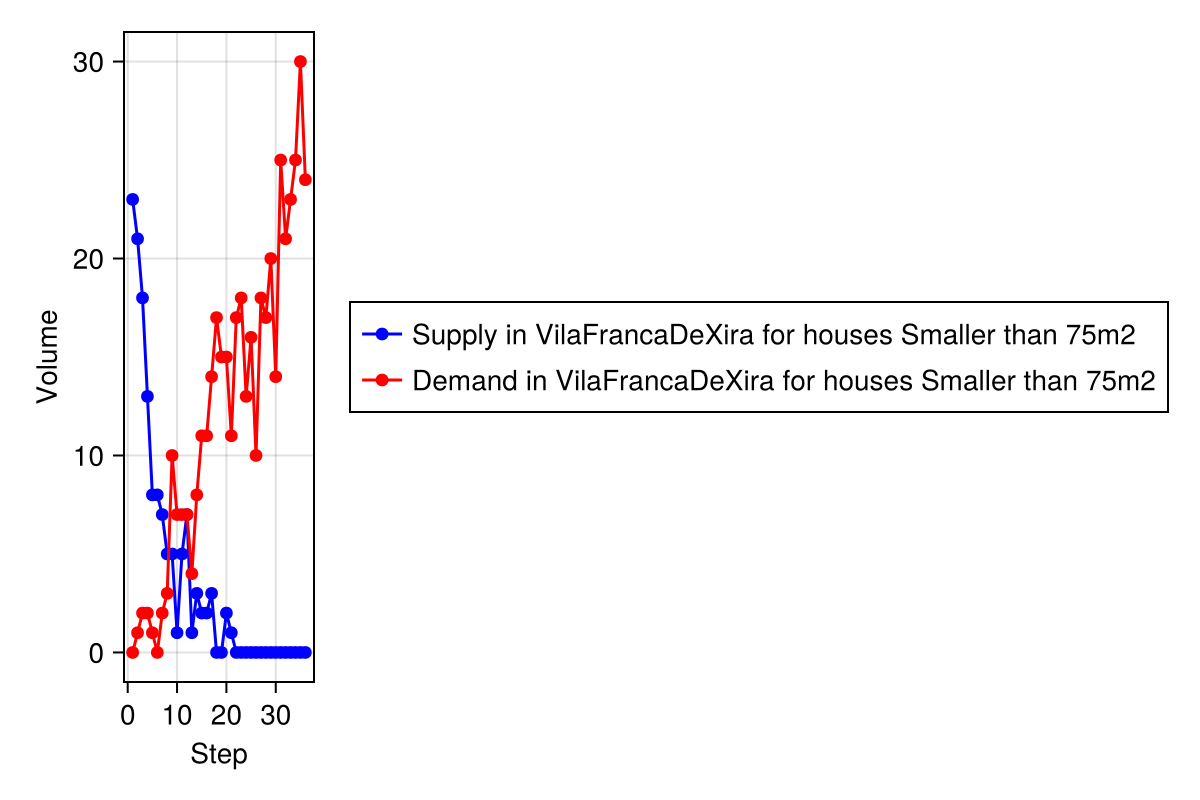 30
20
10
0
Volume
0 10 20 30
Step
Supply in VilaFrancaDeXira for houses Smaller than 75m2
Demand in VilaFrancaDeXira for houses Smaller than 75m2